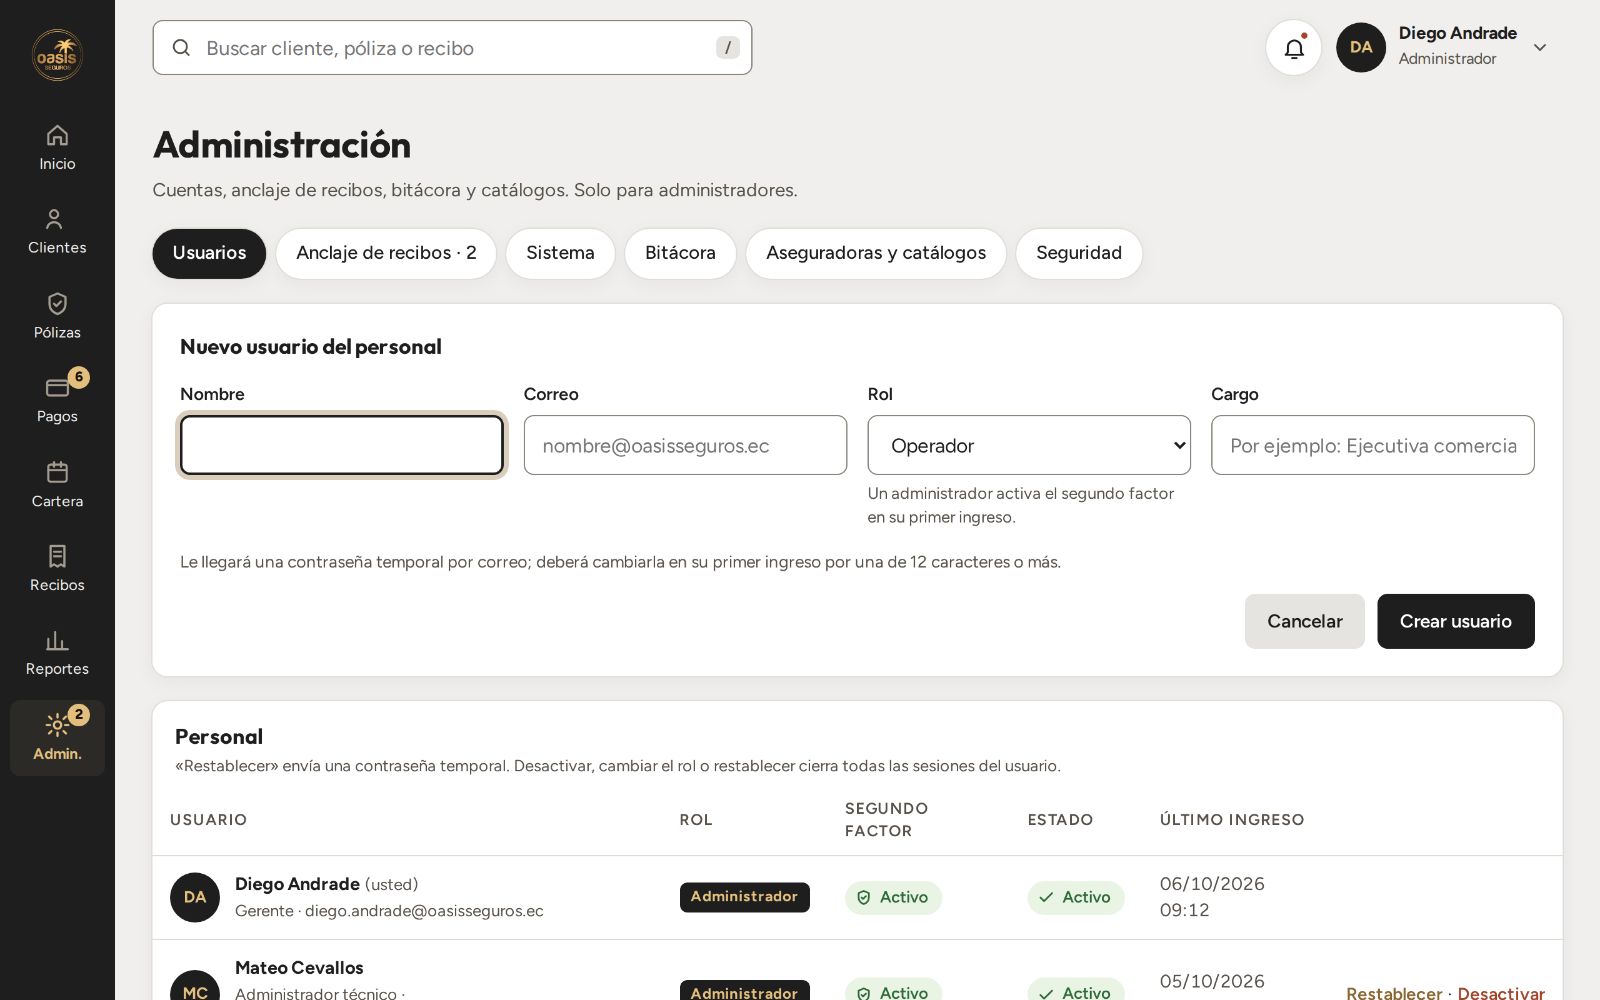 oasis
SEGUROS
Buscar cliente, póliza o recibo
/
DA
Diego Andrade
Administrador
Inicio
Clientes
Pólizas
6
Pagos
Cartera
Recibos
Reportes
2
Admin.
Administración
Cuentas, anclaje de recibos, bitácora y catálogos. Solo para administradores.
Usuarios
Anclaje de recibos · 2
Sistema
Bitácora
Aseguradoras y catálogos
Seguridad
Nuevo usuario del personal
Nombre
Correo
Rol
Cargo
nombre@oasisseguros.ec
Operador
Por ejemplo: Ejecutiva comercia
Un administrador activa el segundo factor
en su primer ingreso.
Le llegará una contraseña temporal por correo; deberá cambiarla en su primer ingreso por una de 12 caracteres o más.
Cancelar
Crear usuario
Personal
«Restablecer» envía una contraseña temporal. Desactivar, cambiar el rol o restablecer cierra todas las sesiones del usuario.
USUARIO
ROL
SEGUNDO
FACTOR
ESTADO
ÚLTIMO INGRESO
DA
Diego Andrade (usted)
Gerente · diego.andrade@oasisseguros.ec
Administrador
Activo
Activo
06/10/2026
09:12
MC
Mateo Cevallos
Administrador técnico ·
Administrador
Activo
Activo
05/10/2026
Restablecer · Desactivar